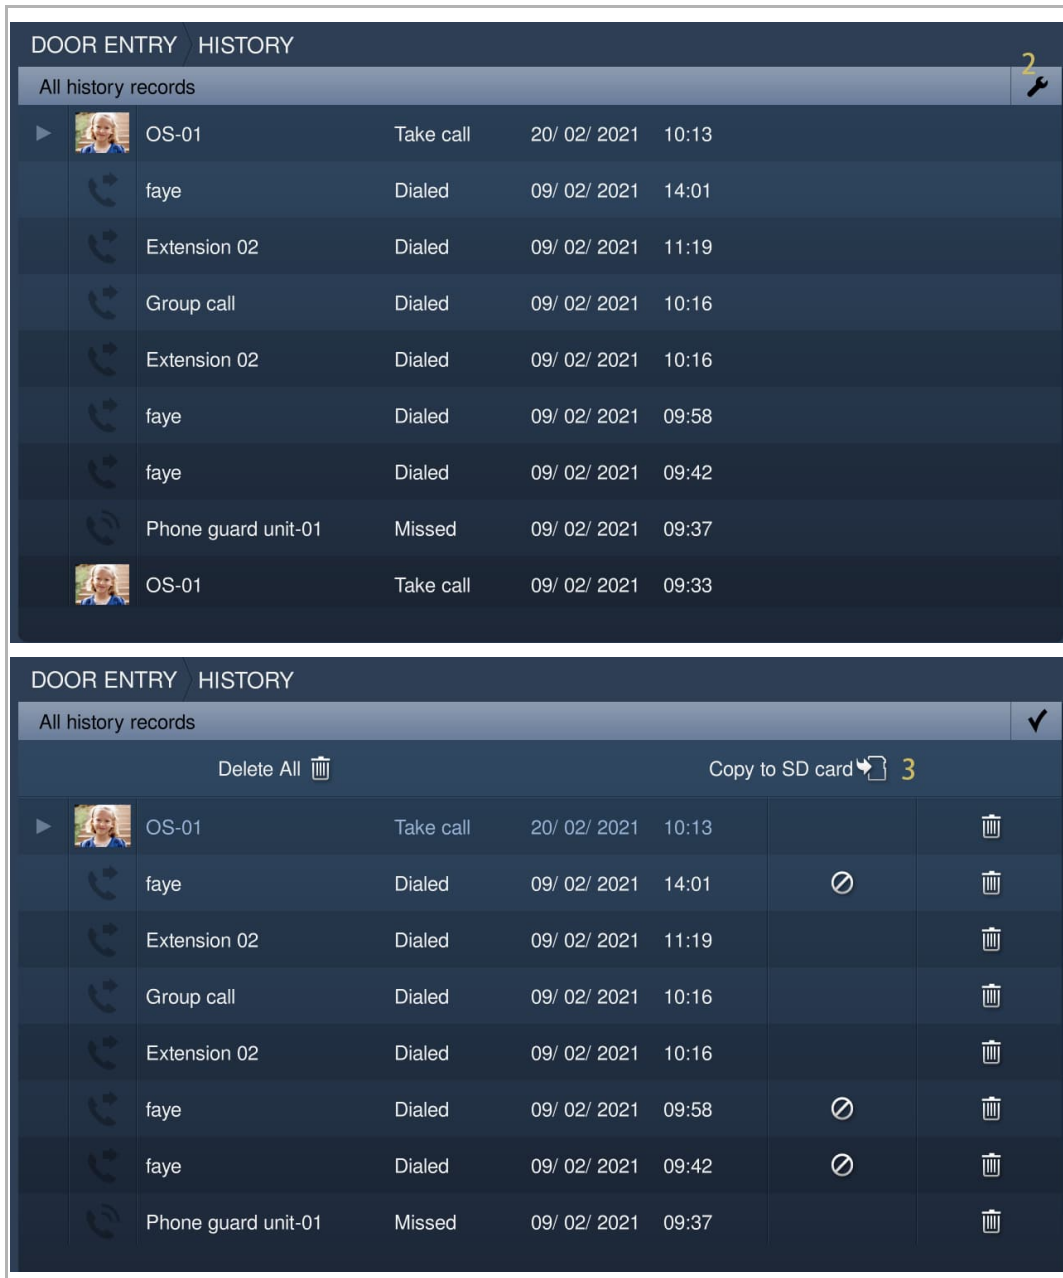 DOOR ENTRY HISTORY
2
All history records
OS-01 Take call 20/ 02/ 2021 10:13
faye Dialed 09/ 02/ 2021 14:01
Extension 02 Dialed 09/ 02/ 2021 11:19
Group call Dialed 09/ 02/ 2021 10:16
Extension 02 Dialed 09/ 02/ 2021 10:16
faye Dialed 09/ 02/ 2021 09:58
faye Dialed 09/ 02/ 2021 09:42
Phone guard unit-01 Missed 09/ 02/ 2021 09:37
OS-01 Take call 09/ 02/ 2021 09:33
DOOR ENTRY HISTORY
All history records
Delete All Copy to SD card 3
OS-01 Take call 20/ 02/ 2021 10:13
faye Dialed 09/ 02/ 2021 14:01
Extension 02 Dialed 09/ 02/ 2021 11:19
Group call Dialed 09/ 02/ 2021 10:16
Extension 02 Dialed 09/ 02/ 2021 10:16
faye Dialed 09/ 02/ 2021 09:58
faye Dialed 09/ 02/ 2021 09:42
Phone guard unit-01 Missed 09/ 02/ 2021 09:37